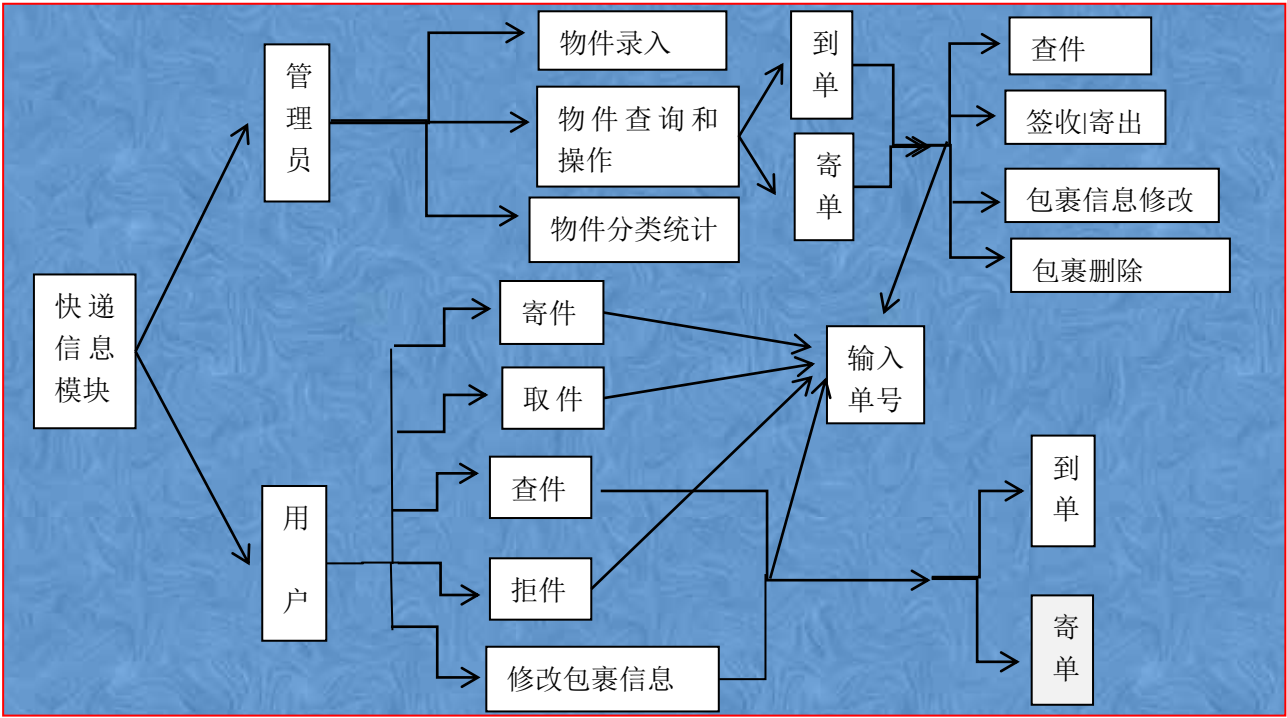 快递
信息
模块
管
理
员
物件录入
物件查询和
操作
物件分类统计
到
单
寄
单
查件
签收|寄出
包裹信息修改
包裹删除
用
户
寄件
取件
查件
拒件
修改包裹信息
输入
单号
到
单
寄
单